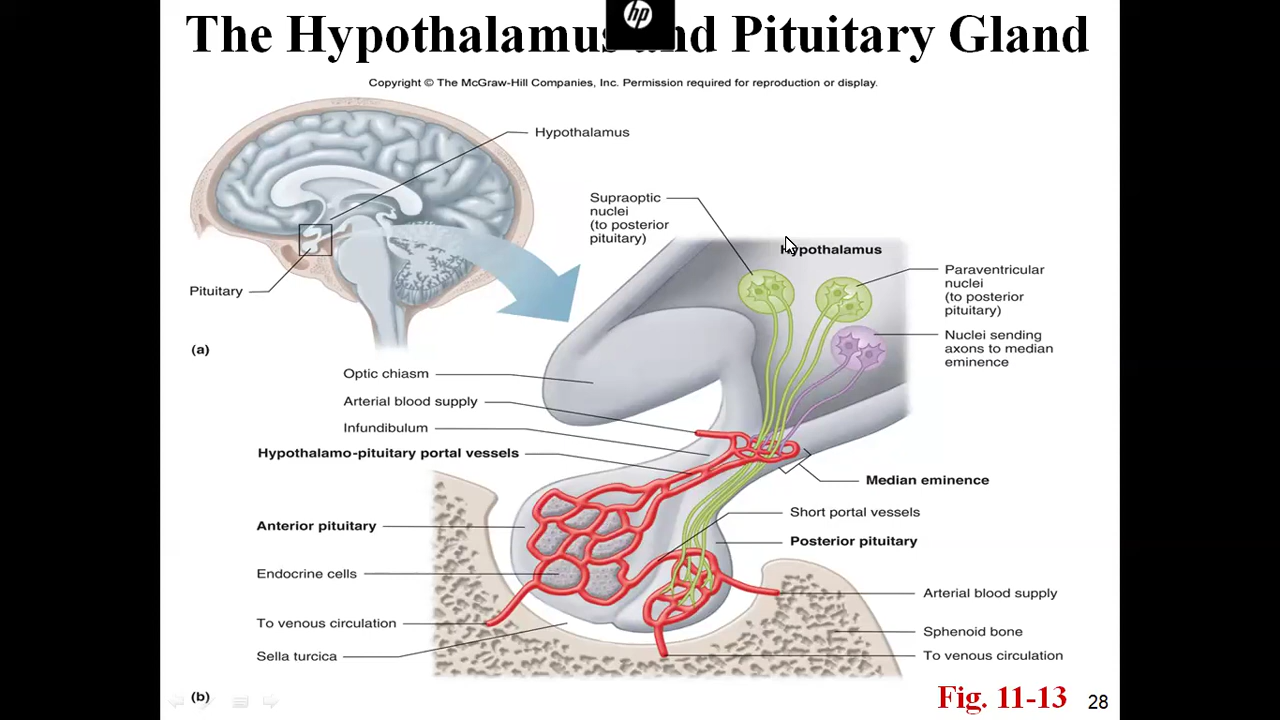 The Hypothalamus and Pituitary Gland
hp
Copyright © The McGraw-Hill Companies, Inc. Permission required for reproduction or display.
Hypothalamus
Supraoptic
nuclei
(to posterior
pituitary)
Hypothalamus
Paraventricular
nuclei
(to posterior
pituitary)
Pituitary
Nuclei sending
axons to median
eminence
(a)
Optic chiasm
Arterial blood supply
Infundibulum
Hypothalamo-pituitary portal vessels
Median eminence
Short portal vessels
Anterior pituitary
Posterior pituitary
Endocrine cells
Arterial blood supply
To venous circulation
Sphenoid bone
Sella turcica
To venous circulation
(b)
Fig. 11-13
28